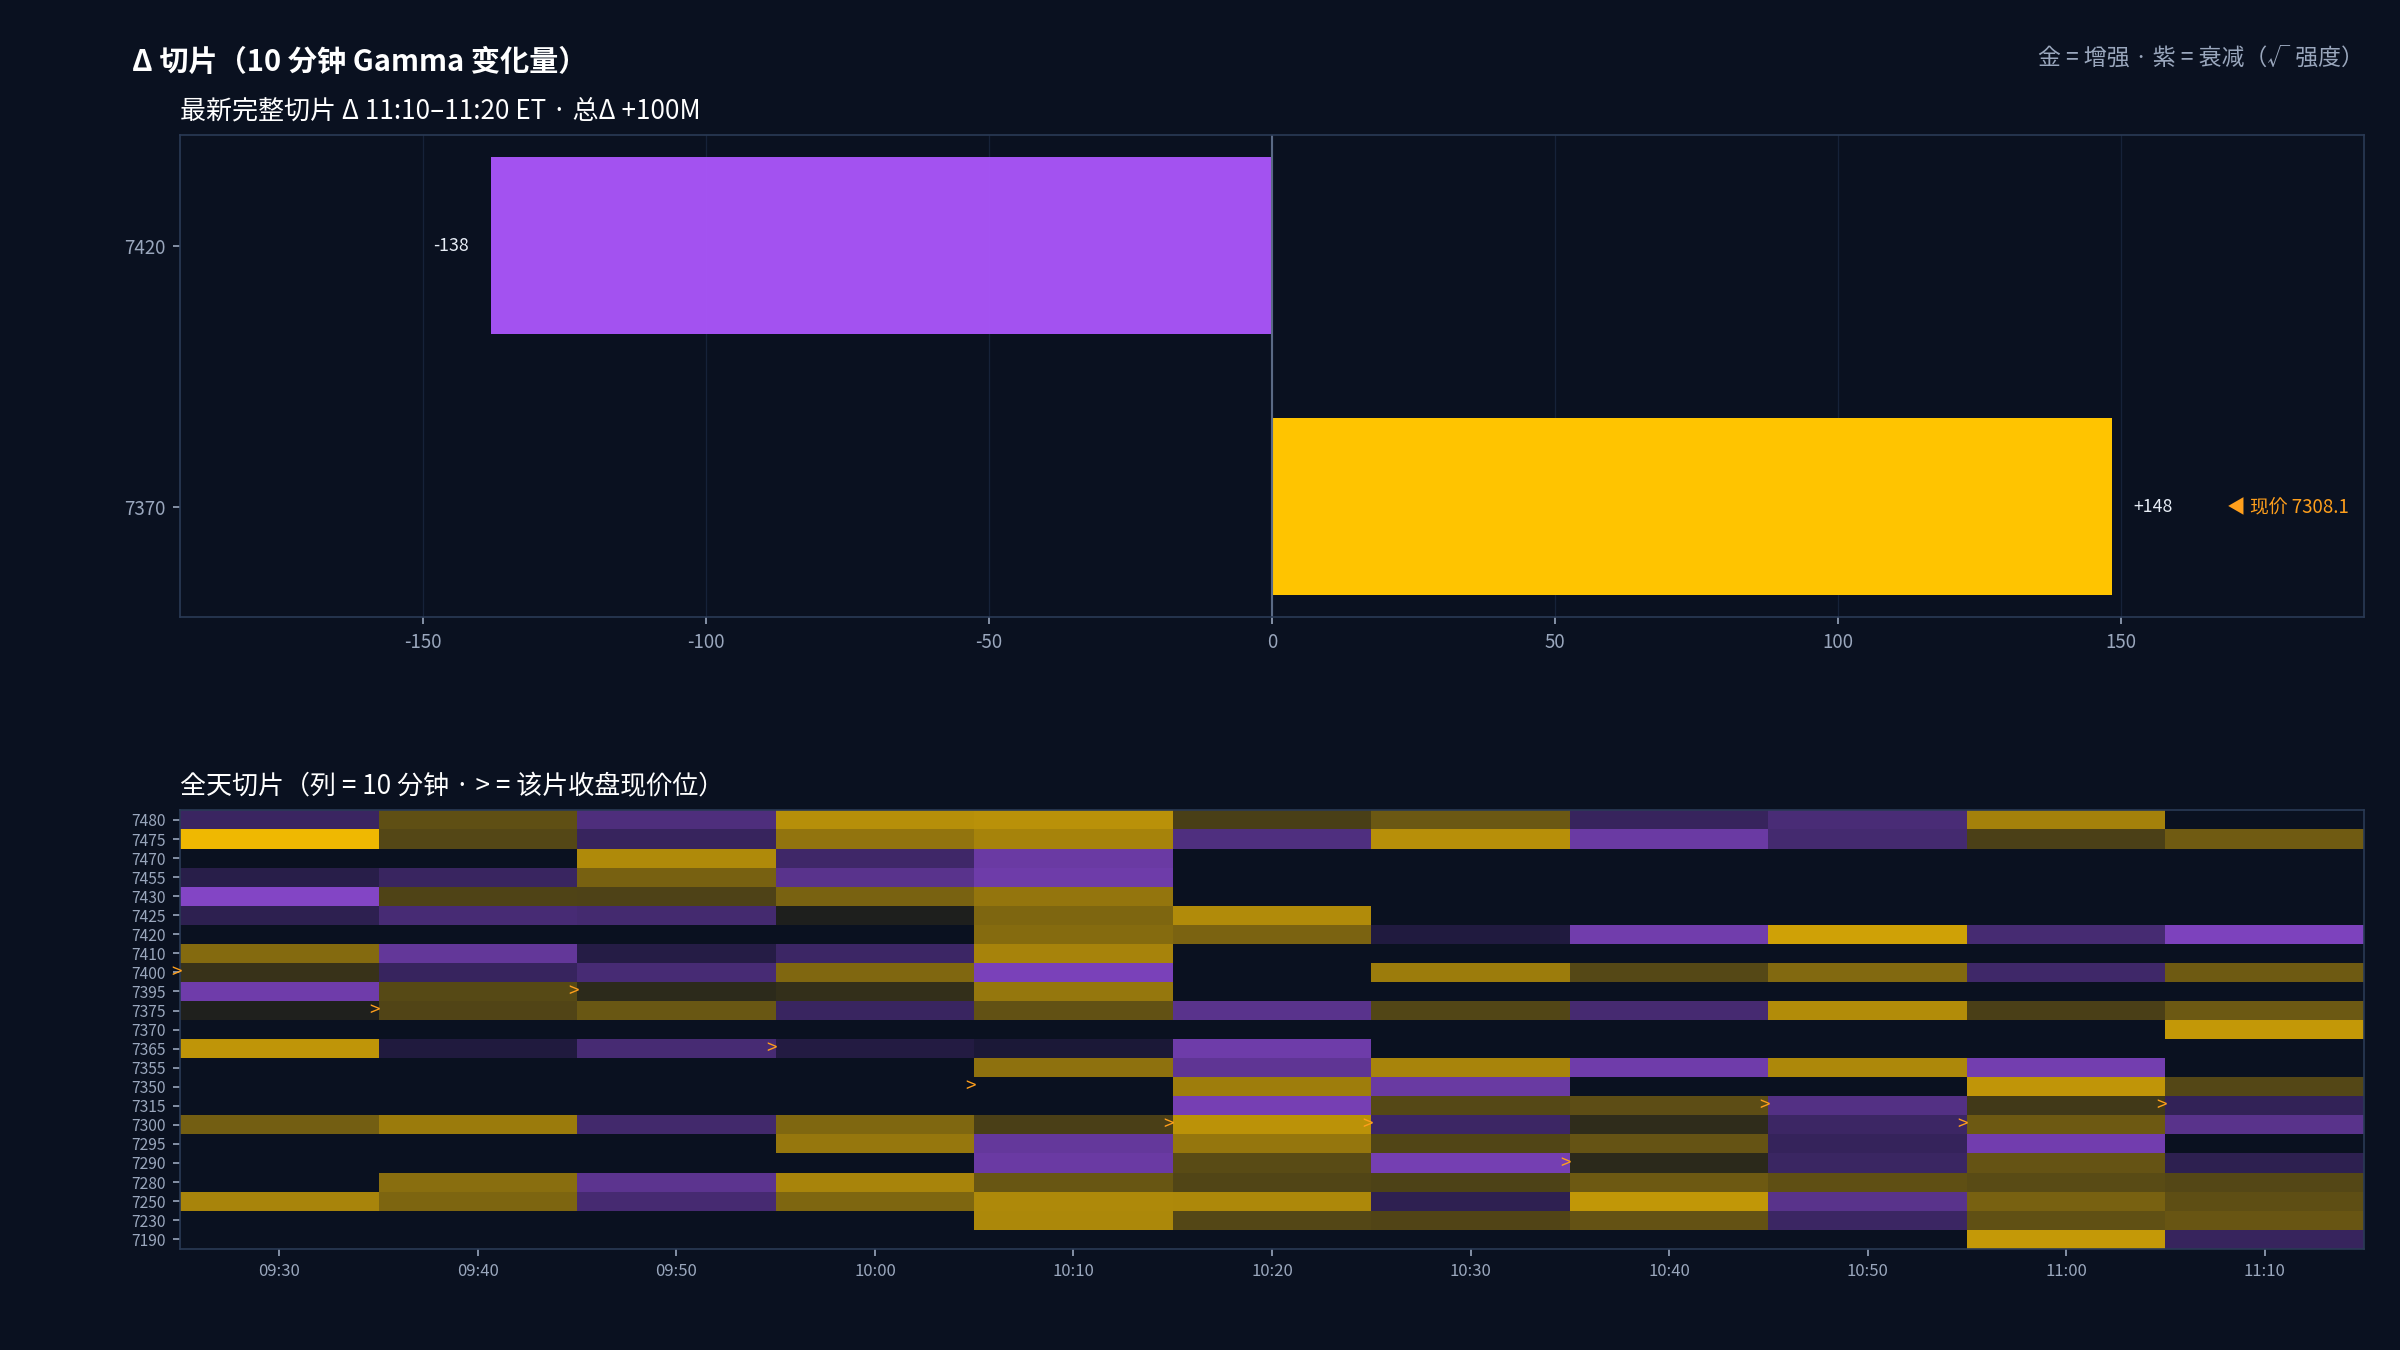 Δ 切片（10 分钟 Gamma 变化量）
金 = 增强 · 紫 = 衰减（√ 强度）
最新完整切片 Δ 11:10–11:20 ET · 总Δ +100M
7420
-138
7370
+148
◀ 现价 7308.1
-150 -100 -50 0 50 100 150
全天切片（列 = 10 分钟 · > = 该片收盘现价位）
7480
7475
7470
7455
7430
7425
7420
7410
7400 >
7395 >
7375 >
7370
7365 >
7355
7350 >
7315 > >
7300 > > >
7295
7290 >
7280
7250
7230
7190
09:30 09:40 09:50 10:00 10:10 10:20 10:30 10:40 10:50 11:00 11:10